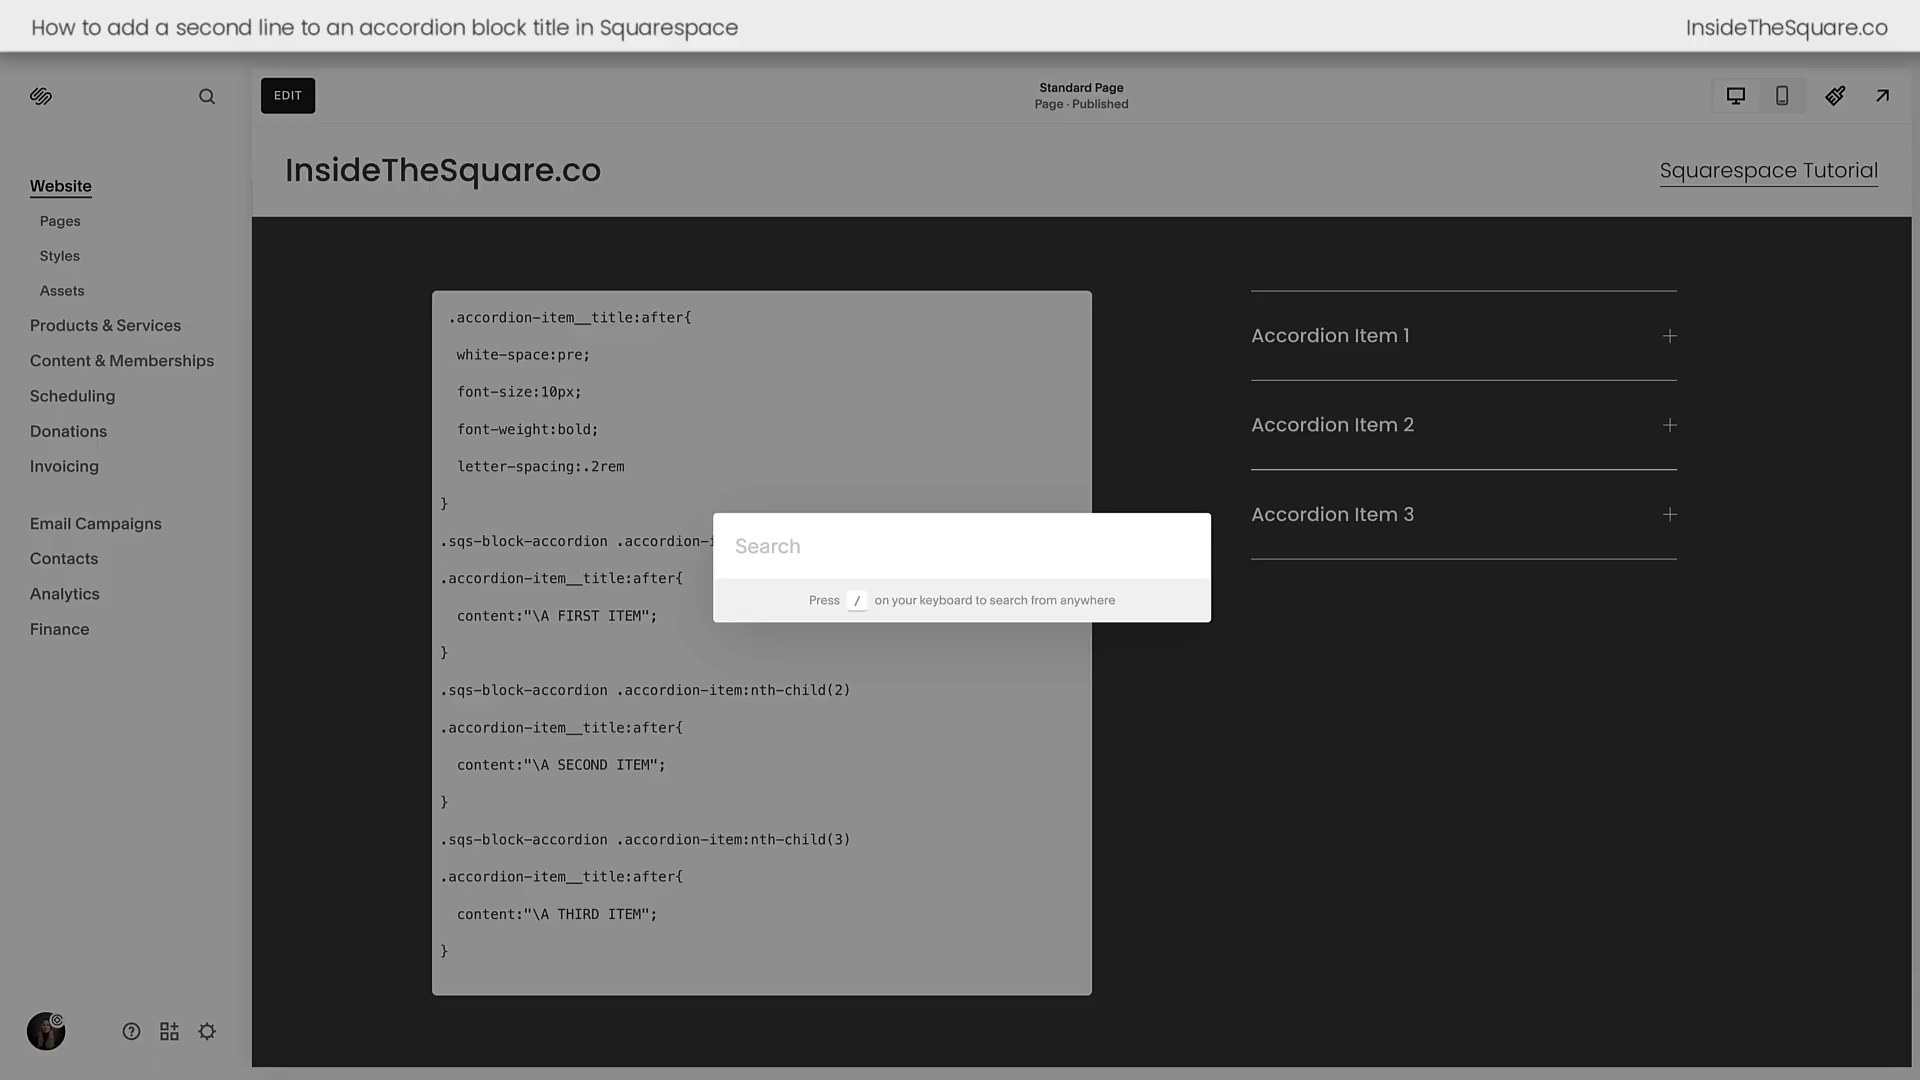 How to add a second line to an accordion block title in Squarespace
InsideTheSquare.co
EDIT
Standard Page
Page · Published
InsideTheSquare.co
Squarespace Tutorial
Website
Pages
Styles
Assets
Products & Services
Content & Memberships
Scheduling
Donations
Invoicing
Email Campaigns
Contacts
Analytics
Finance
.accordion-item__title:after{
white-space:pre;
font-size:10px;
font-weight:bold;
letter-spacing:.2rem
}
.sqs-block-accordion .accordion-i
.accordion-item__title:after{
content:"\A FIRST ITEM";
}
.sqs-block-accordion .accordion-item:nth-child(2)
.accordion-item__title:after{
content:"\A SECOND ITEM";
}
.sqs-block-accordion .accordion-item:nth-child(3)
.accordion-item__title:after{
content:"\A THIRD ITEM";
}
Search
Press / on your keyboard to search from anywhere
Accordion Item 1
Accordion Item 2
Accordion Item 3